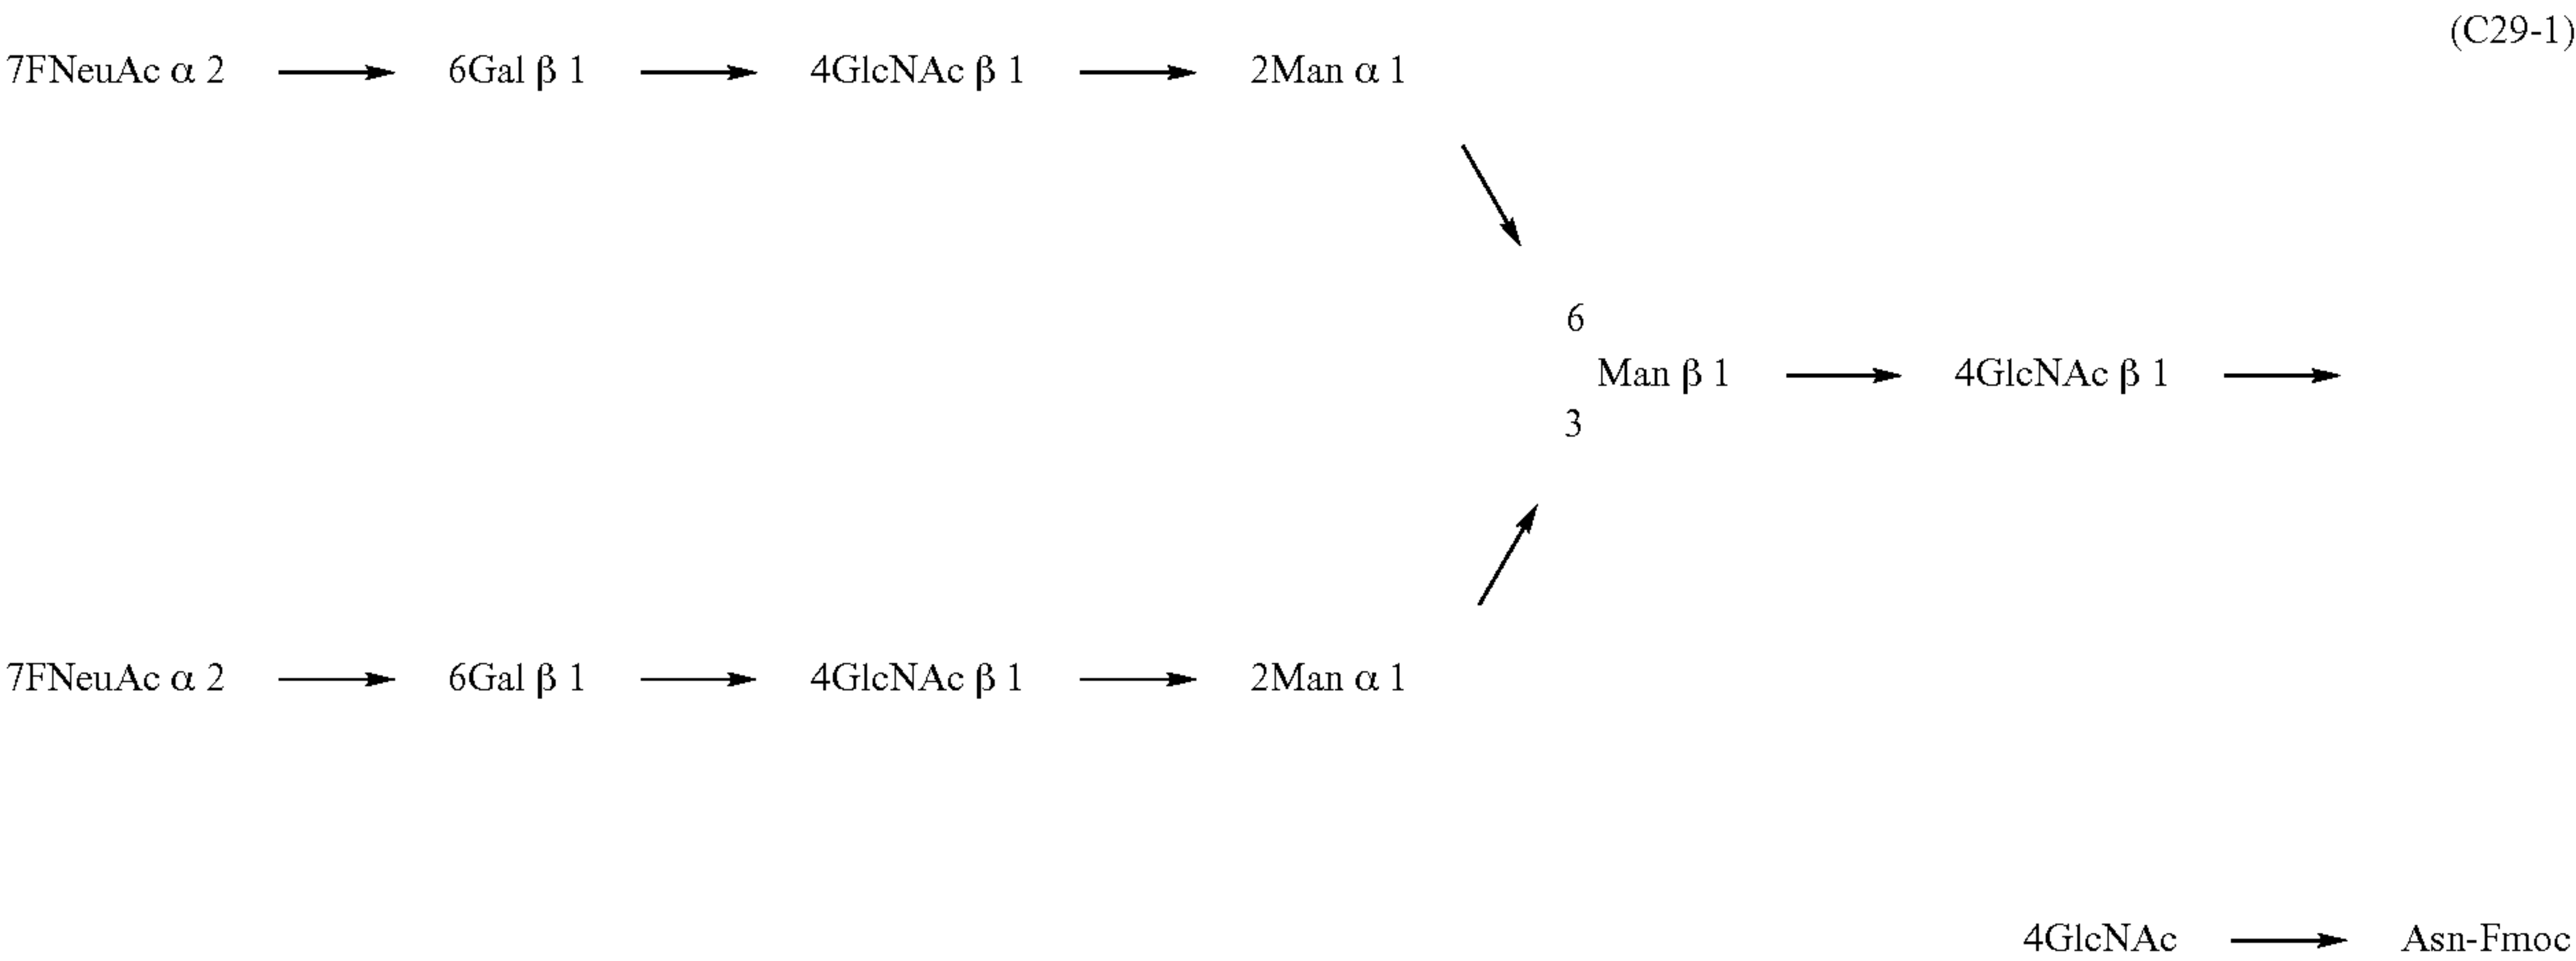 (C29-1)
7FNeuAc α 2 → 6Gal β 1 → 4GlcNAc β 1 → 2Man α 1
6
Man β 1 → 4GlcNAc β 1 →
3
7FNeuAc α 2 → 6Gal β 1 → 4GlcNAc β 1 → 2Man α 1
4GlcNAc → Asn-Fmoc